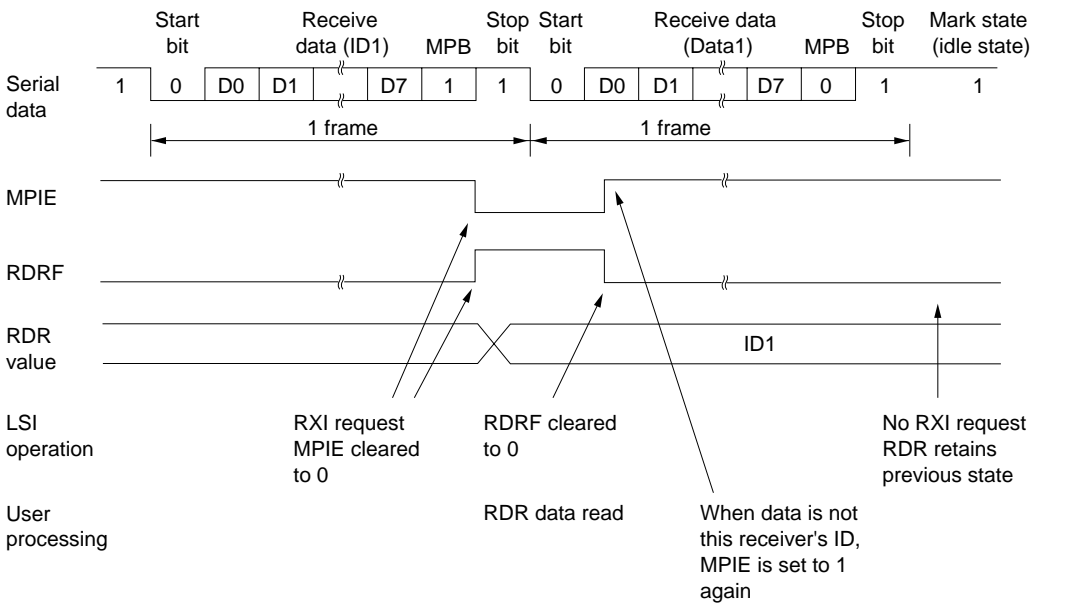 Start bit
Receive data (ID1)
MPB
Stop bit
Start bit
Receive data (Data1)
MPB
Stop bit
Mark state (idle state)
Serial data
1 0 D0 D1 D7 1 1 0 D0 D1 D7 0 1 1
1 frame
1 frame
MPIE
RDRF
RDR value
ID1
LSI operation
RXI request
MPIE cleared
to 0
RDRF cleared
to 0
No RXI request
RDR retains
previous state
User processing
RDR data read
When data is not
this receiver's ID,
MPIE is set to 1
again